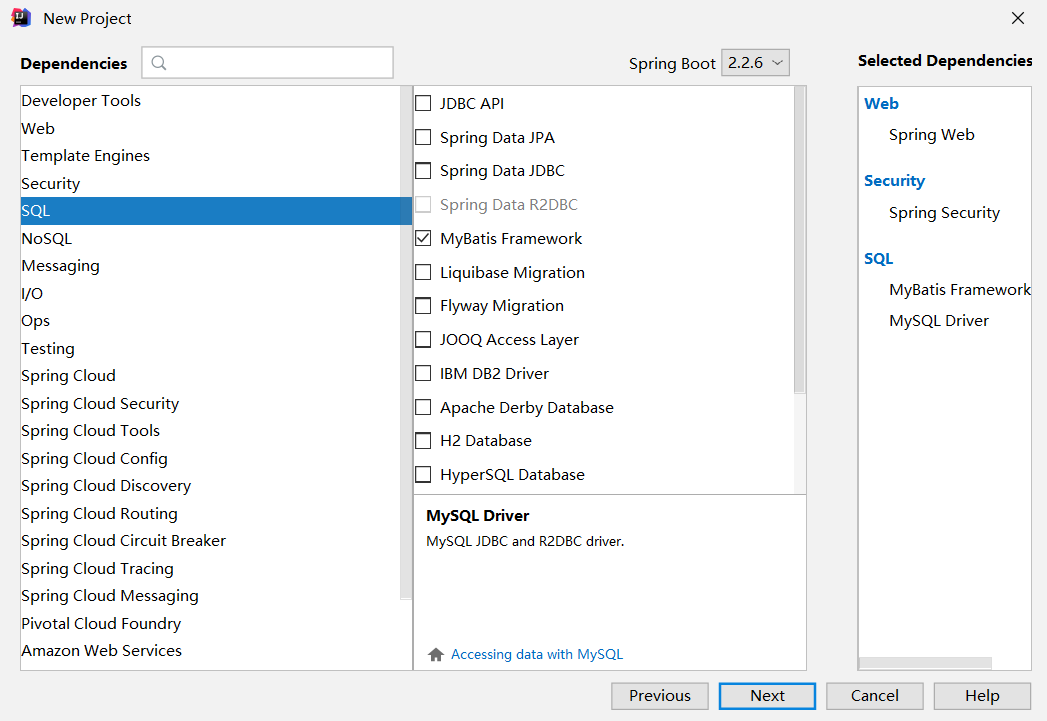 New Project
Dependencies
Spring Boot 2.2.6
Selected Dependencies
Developer Tools
Web
Template Engines
Security
SQL
NoSQL
Messaging
I/O
Ops
Testing
Spring Cloud
Spring Cloud Security
Spring Cloud Tools
Spring Cloud Config
Spring Cloud Discovery
Spring Cloud Routing
Spring Cloud Circuit Breaker
Spring Cloud Tracing
Spring Cloud Messaging
Pivotal Cloud Foundry
Amazon Web Services
JDBC API
Spring Data JPA
Spring Data JDBC
Spring Data R2DBC
MyBatis Framework
Liquibase Migration
Flyway Migration
JOOQ Access Layer
IBM DB2 Driver
Apache Derby Database
H2 Database
HyperSQL Database
MySQL Driver
MySQL JDBC and R2DBC driver.
Accessing data with MySQL
Web
Spring Web
Security
Spring Security
SQL
MyBatis Framework
MySQL Driver
Previous
Next
Cancel
Help